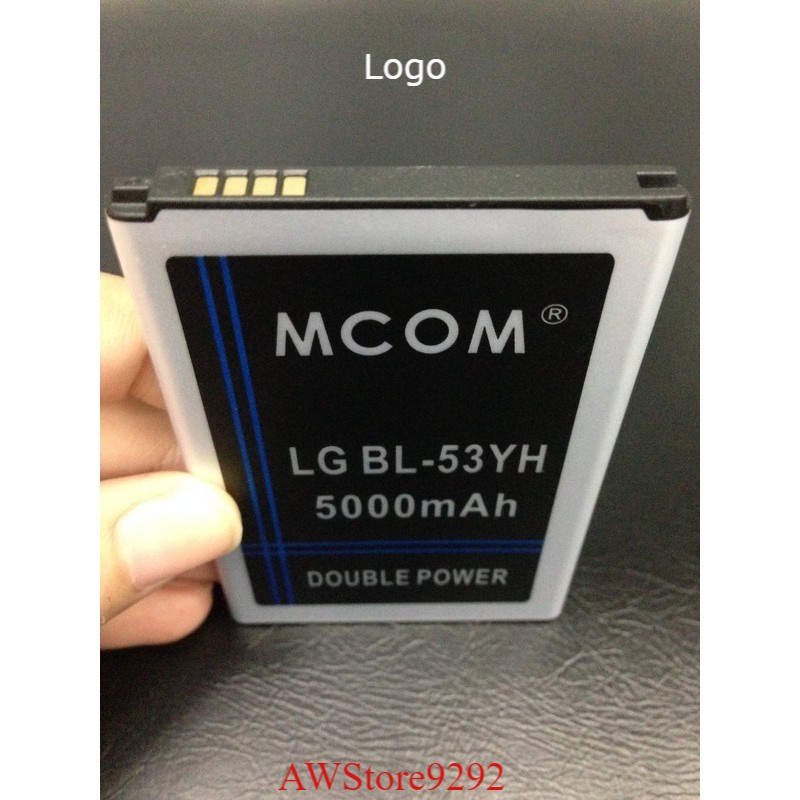 Logo
MCOM ®
LG BL-53YH
5000mAh
DOUBLE POWER
AWStore9292